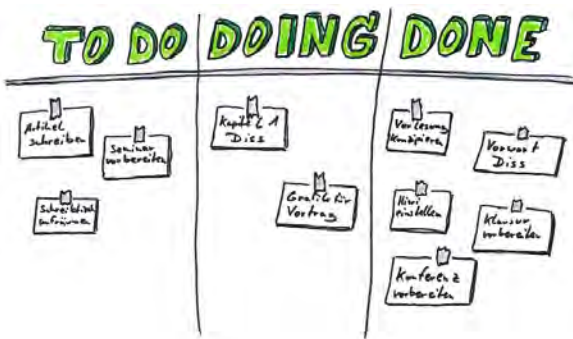 TO DO
DOING
DONE
Artikel
schreiben
Seminar
vorbereiten
Schreibtisch
aufräumen
Kapitel 1
Diss
Grafik für
Vortrag
Vorlesung
konzipieren
Vorwort
Diss
Hiwi
einstellen
Klausur
vorbereiten
Konferenz
vorbereiten